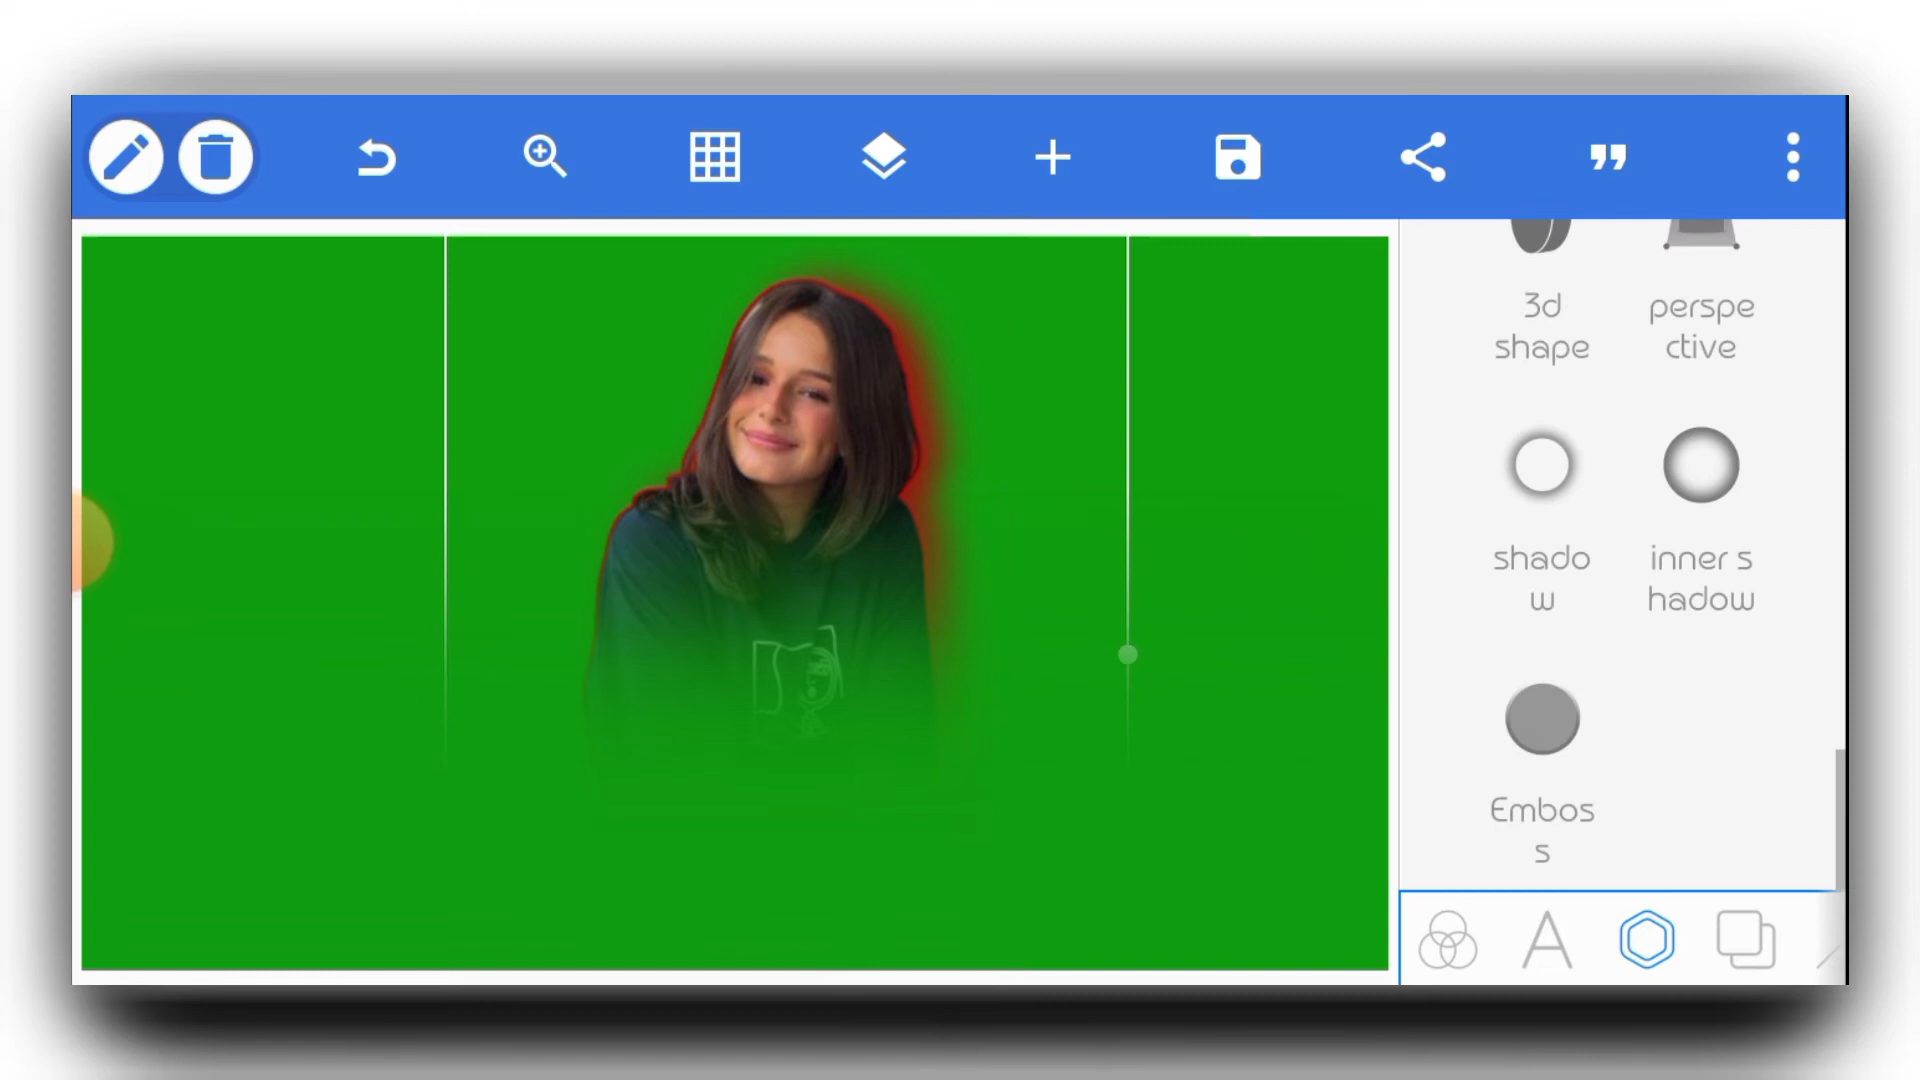 3d
shape
perspe
ctive
shado
w
inner s
hadow
Embos
s